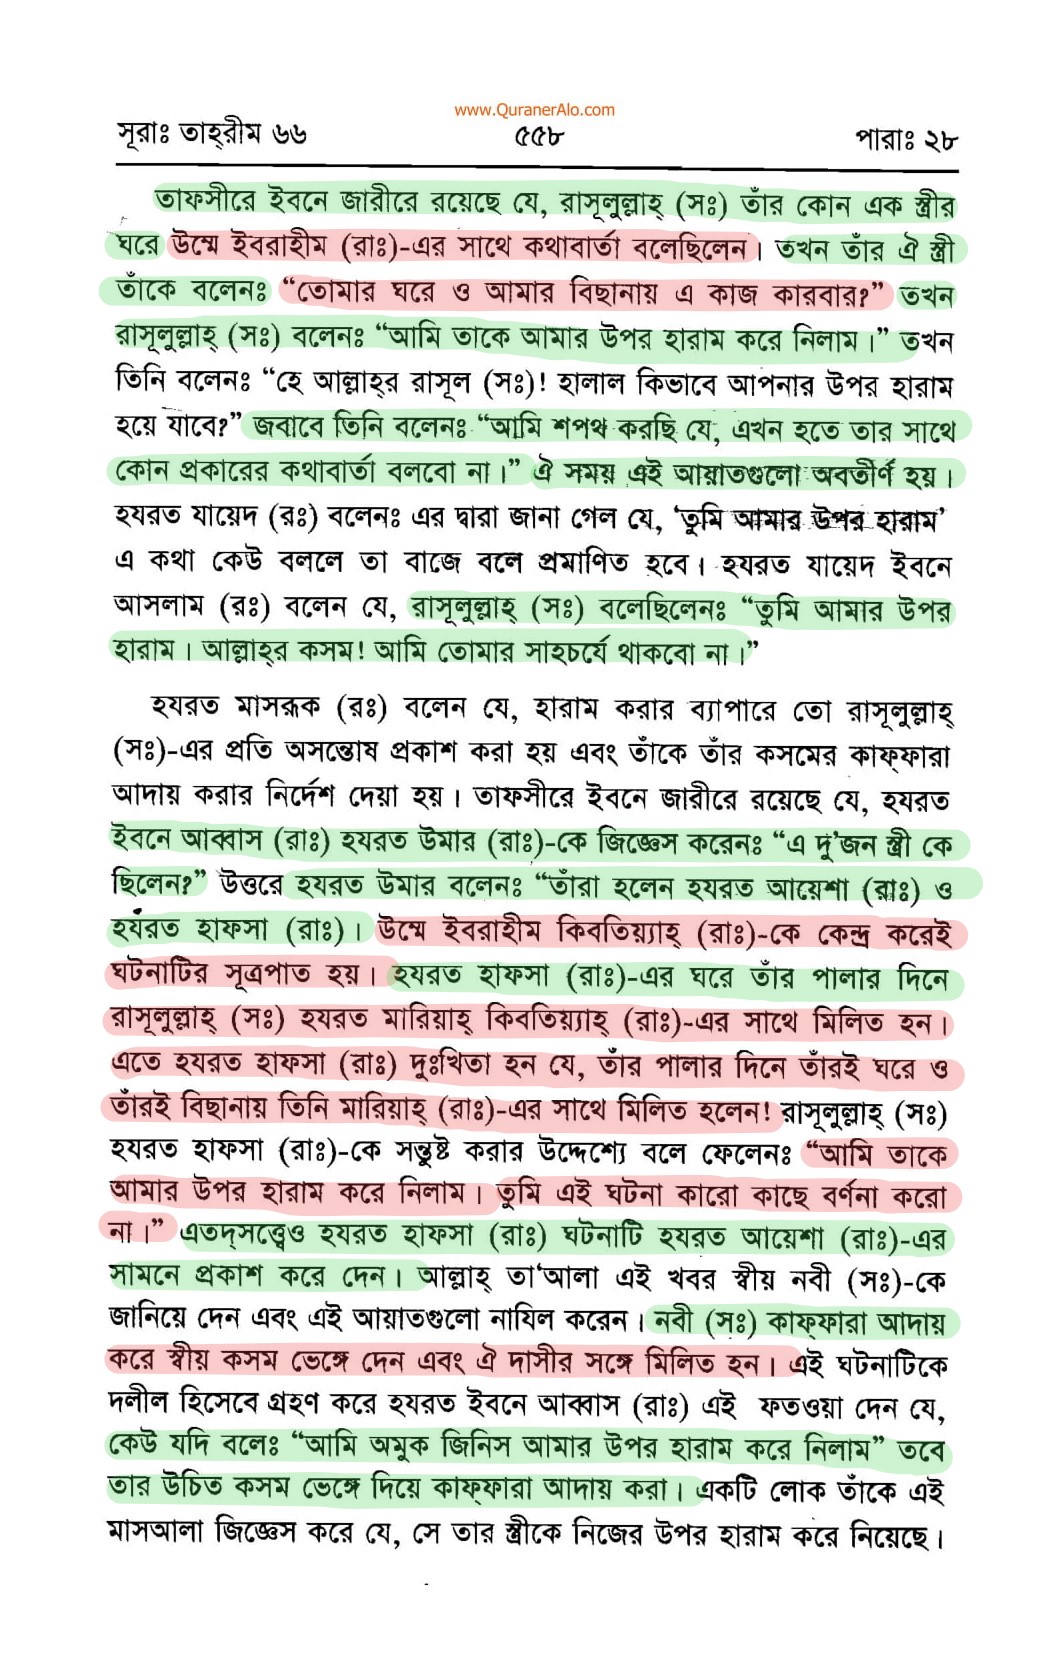 www.QuranerAlo.com
সূরাঃ তাহ্‌রীম ৬৬ ৫৫৮ পারাঃ ২৮
তাফসীরে ইবনে জারীরে রয়েছে যে, রাসূলুল্লাহ্ (সঃ) তাঁর কোন এক স্ত্রীর
ঘরে উম্মে ইবরাহীম (রাঃ)-এর সাথে কথাবার্তা বলেছিলেন। তখন তাঁর ঐ স্ত্রী
তাঁকে বলেনঃ “তোমার ঘরে ও আমার বিছানায় এ কাজ কারবার?” তখন
রাসূলুল্লাহ্ (সঃ) বলেনঃ “আমি তাকে আমার উপর হারাম করে নিলাম।” তখন
তিনি বলেনঃ “হে আল্লাহ্‌র রাসূল (সঃ)! হালাল কিভাবে আপনার উপর হারাম
হয়ে যাবে?” জবাবে তিনি বলেনঃ “আমি শপথ করছি যে, এখন হতে তার সাথে
কোন প্রকারের কথাবার্তা বলবো না।” ঐ সময় এই আয়াতগুলো অবতীর্ণ হয়।
হযরত যায়েদ (রঃ) বলেনঃ এর দ্বারা জানা গেল যে, ‘তুমি আমার উপর হারাম’
এ কথা কেউ বললে তা বাজে বলে প্রমাণিত হবে। হযরত যায়েদ ইবনে
আসলাম (রঃ) বলেন যে, রাসূলুল্লাহ্ (সঃ) বলেছিলেনঃ “তুমি আমার উপর
হারাম। আল্লাহ্‌র কসম! আমি তোমার সাহচর্যে থাকবো না।”
হযরত মাসরূক (রঃ) বলেন যে, হারাম করার ব্যাপারে তো রাসূলুল্লাহ্
(সঃ)-এর প্রতি অসন্তোষ প্রকাশ করা হয় এবং তাঁকে তাঁর কসমের কাফ্‌ফারা
আদায় করার নির্দেশ দেয়া হয়। তাফসীরে ইবনে জারীরে রয়েছে যে, হযরত
ইবনে আব্বাস (রাঃ) হযরত উমার (রাঃ)-কে জিজ্ঞেস করেনঃ “এ দু’জন স্ত্রী কে
ছিলেন?” উত্তরে হযরত উমার বলেনঃ “তাঁরা হলেন হযরত আয়েশা (রাঃ) ও
হযরত হাফসা (রাঃ)। উম্মে ইবরাহীম কিবতিয়্যাহ্ (রাঃ)-কে কেন্দ্র করেই
ঘটনাটির সূত্রপাত হয়। হযরত হাফসা (রাঃ)-এর ঘরে তাঁর পালার দিনে
রাসূলুল্লাহ্ (সঃ) হযরত মারিয়াহ্ কিবতিয়্যাহ্ (রাঃ)-এর সাথে মিলিত হন।
এতে হযরত হাফসা (রাঃ) দুঃখিতা হন যে, তাঁর পালার দিনে তাঁরই ঘরে ও
তাঁরই বিছানায় তিনি মারিয়াহ্ (রাঃ)-এর সাথে মিলিত হলেন! রাসূলুল্লাহ্ (সঃ)
হযরত হাফসা (রাঃ)-কে সন্তুষ্ট করার উদ্দেশ্যে বলে ফেলেনঃ “আমি তাকে
আমার উপর হারাম করে নিলাম। তুমি এই ঘটনা কারো কাছে বর্ণনা করো
না।” এতদ্‌সত্ত্বেও হযরত হাফসা (রাঃ) ঘটনাটি হযরত আয়েশা (রাঃ)-এর
সামনে প্রকাশ করে দেন। আল্লাহ্ তা‘আলা এই খবর স্বীয় নবী (সঃ)-কে
জানিয়ে দেন এবং এই আয়াতগুলো নাযিল করেন। নবী (সঃ) কাফ্‌ফারা আদায়
করে স্বীয় কসম ভেঙ্গে দেন এবং ঐ দাসীর সঙ্গে মিলিত হন। এই ঘটনাটিকে
দলীল হিসেবে গ্রহণ করে হযরত ইবনে আব্বাস (রাঃ) এই ফতওয়া দেন যে,
কেউ যদি বলেঃ “আমি অমুক জিনিস আমার উপর হারাম করে নিলাম” তবে
তার উচিত কসম ভেঙ্গে দিয়ে কাফ্‌ফারা আদায় করা। একটি লোক তাঁকে এই
মাসআলা জিজ্ঞেস করে যে, সে তার স্ত্রীকে নিজের উপর হারাম করে নিয়েছে।